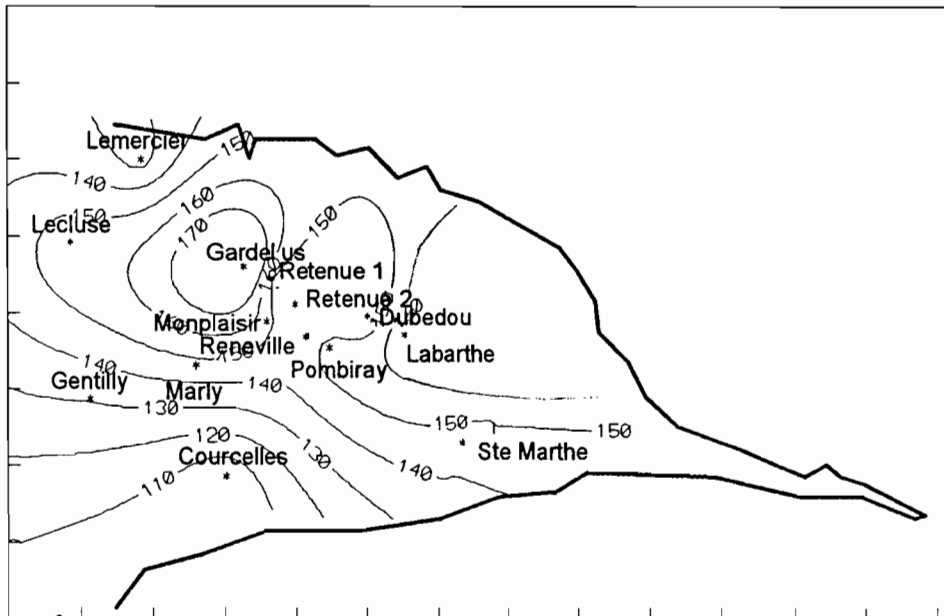 Lemercier
150
140
150
160
Lecluse
170
150
Gardel us
Retenue 1
Retenue 2
Monplaisir
Dubedou
Reneville
Labarthe
140
Pombiray
Gentilly
140
Marly
130
150
150
120
Ste Marthe
Courcelles
130
140
110